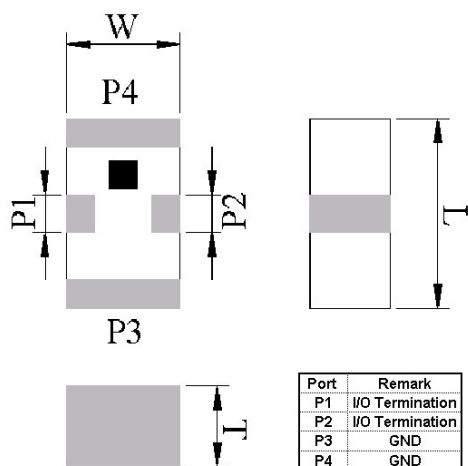 W
P4
P1
P2
L
P3
T
Port Remark
P1 I/O Termination
P2 I/O Termination
P3 GND
P4 GND